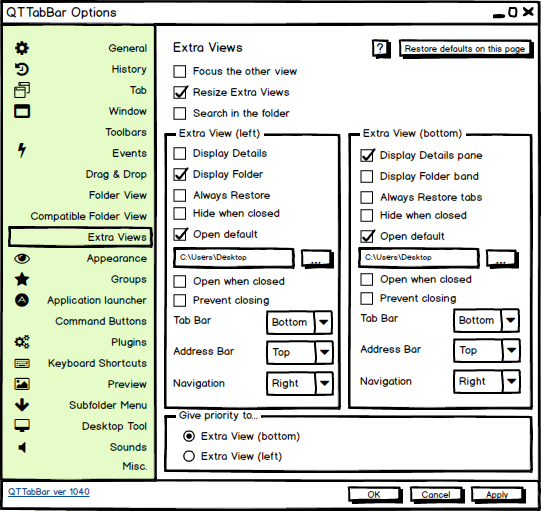 QTTabBar Options
General
History
Tab
Window
Toolbars
Events
Drag & Drop
Folder View
Compatible Folder View
Extra Views
Appearance
Groups
Application launcher
Command Buttons
Plugins
Keyboard Shortcuts
Preview
Subfolder Menu
Desktop Tool
Sounds
Misc.
Extra Views
?
Restore defaults on this page
Focus the other view
Resize Extra Views
Search in the folder
Extra View (left)
Display Details
Display Folder
Always Restore
Hide when closed
Open default
C:\Users\Desktop
...
Open when closed
Prevent closing
Tab Bar Bottom
Address Bar Top
Navigation Right
Extra View (bottom)
Display Details pane
Display Folder band
Always Restore tabs
Hide when closed
Open default
C:\Users\Desktop
...
Open when closed
Prevent closing
Tab Bar Bottom
Address Bar Top
Navigation Right
Give priority to...
Extra View (bottom)
Extra View (left)
QTTabBar ver 1040
OK
Cancel
Apply